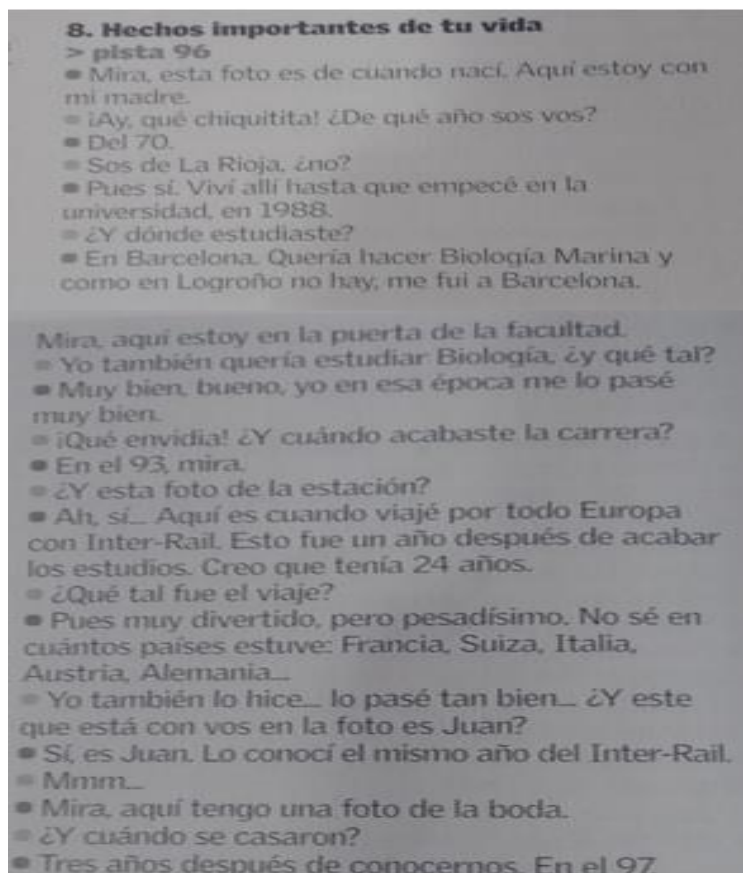 8. Hechos importantes de tu vida
> pista 96
● Mira, esta foto es de cuando nací. Aquí estoy con
mi madre.
● ¡Ay, qué chiquitita! ¿De qué año sos vos?
● Del 70.
● Sos de La Rioja, ¿no?
● Pues sí. Viví allí hasta que empecé en la
universidad, en 1988.
● ¿Y dónde estudiaste?
● En Barcelona. Quería hacer Biología Marina y
como en Logroño no hay, me fui a Barcelona.
Mira, aquí estoy en la puerta de la facultad.
● Yo también quería estudiar Biología, ¿y qué tal?
● Muy bien, bueno, yo en esa época me lo pasé
muy bien.
● ¡Qué envidia! ¿Y cuándo acabaste la carrera?
● En el 93, mira.
● ¿Y esta foto de la estación?
● Ah, sí... Aquí es cuando viajé por todo Europa
con Inter-Rail. Esto fue un año después de acabar
los estudios. Creo que tenía 24 años.
● ¿Qué tal fue el viaje?
● Pues muy divertido, pero pesadísimo. No sé en
cuántos países estuve: Francia, Suiza, Italia,
Austria, Alemania...
● Yo también lo hice... lo pasé tan bien... ¿Y este
que está con vos en la foto es Juan?
● Sí, es Juan. Lo conocí el mismo año del Inter-Rail.
● Mmm...
● Mira, aquí tengo una foto de la boda.
● ¿Y cuándo se casaron?
● Tres años después de conocernos. En el 97